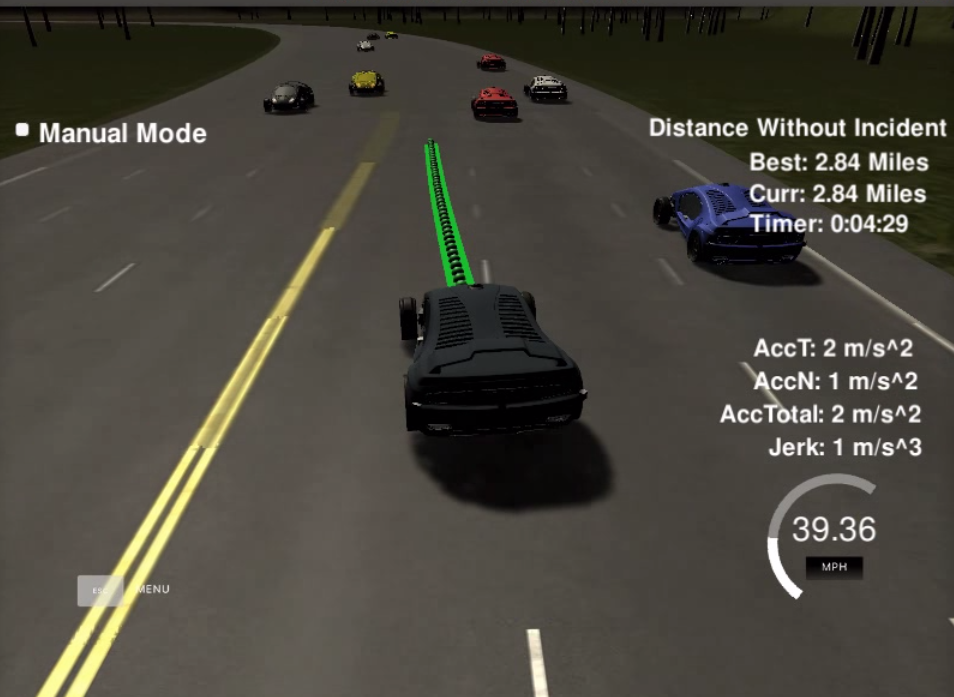 Manual Mode
Distance Without Incident
Best: 2.84 Miles
Curr: 2.84 Miles
Timer: 0:04:29
AccT: 2 m/s^2
AccN: 1 m/s^2
AccTotal: 2 m/s^2
Jerk: 1 m/s^3
39.36
MPH
ESC MENU